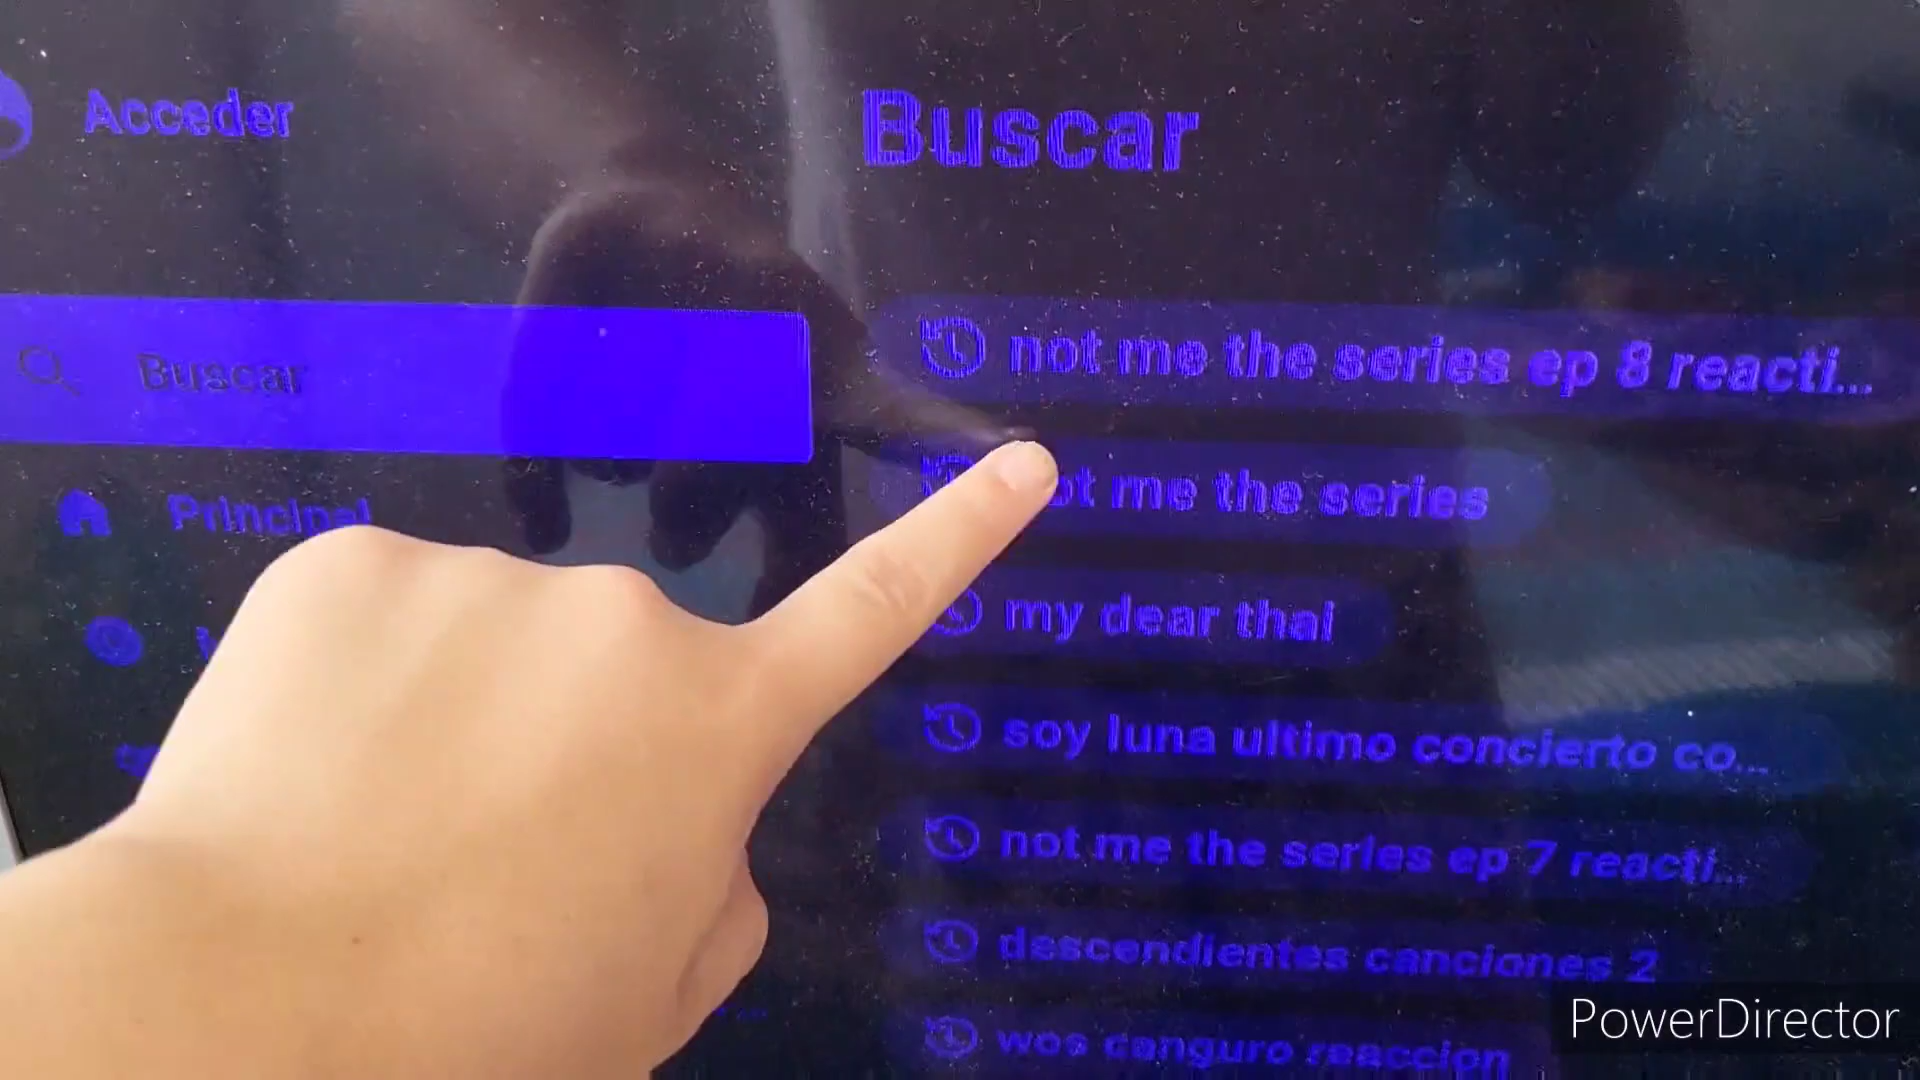 Acceder
Buscar
Principal
Buscar
not me the series ep 8 reacti...
not me the series
my dear thai
soy luna ultimo concierto co...
not me the series ep 7 reacti...
descendientes canciones 2
wos canguro reaccion
PowerDirector